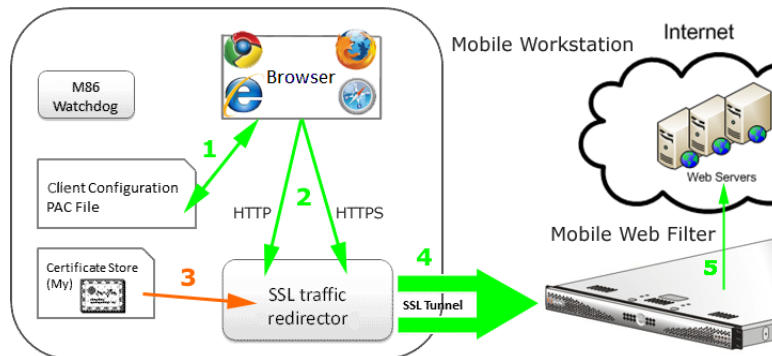 Mobile Workstation
Internet
Browser
M86
Watchdog
1
Client Configuration
PAC File
2
HTTP
HTTPS
Web Servers
Mobile Web Filter
Certificate Store
(My)
3
SSL traffic
redirector
4
SSL Tunnel
5